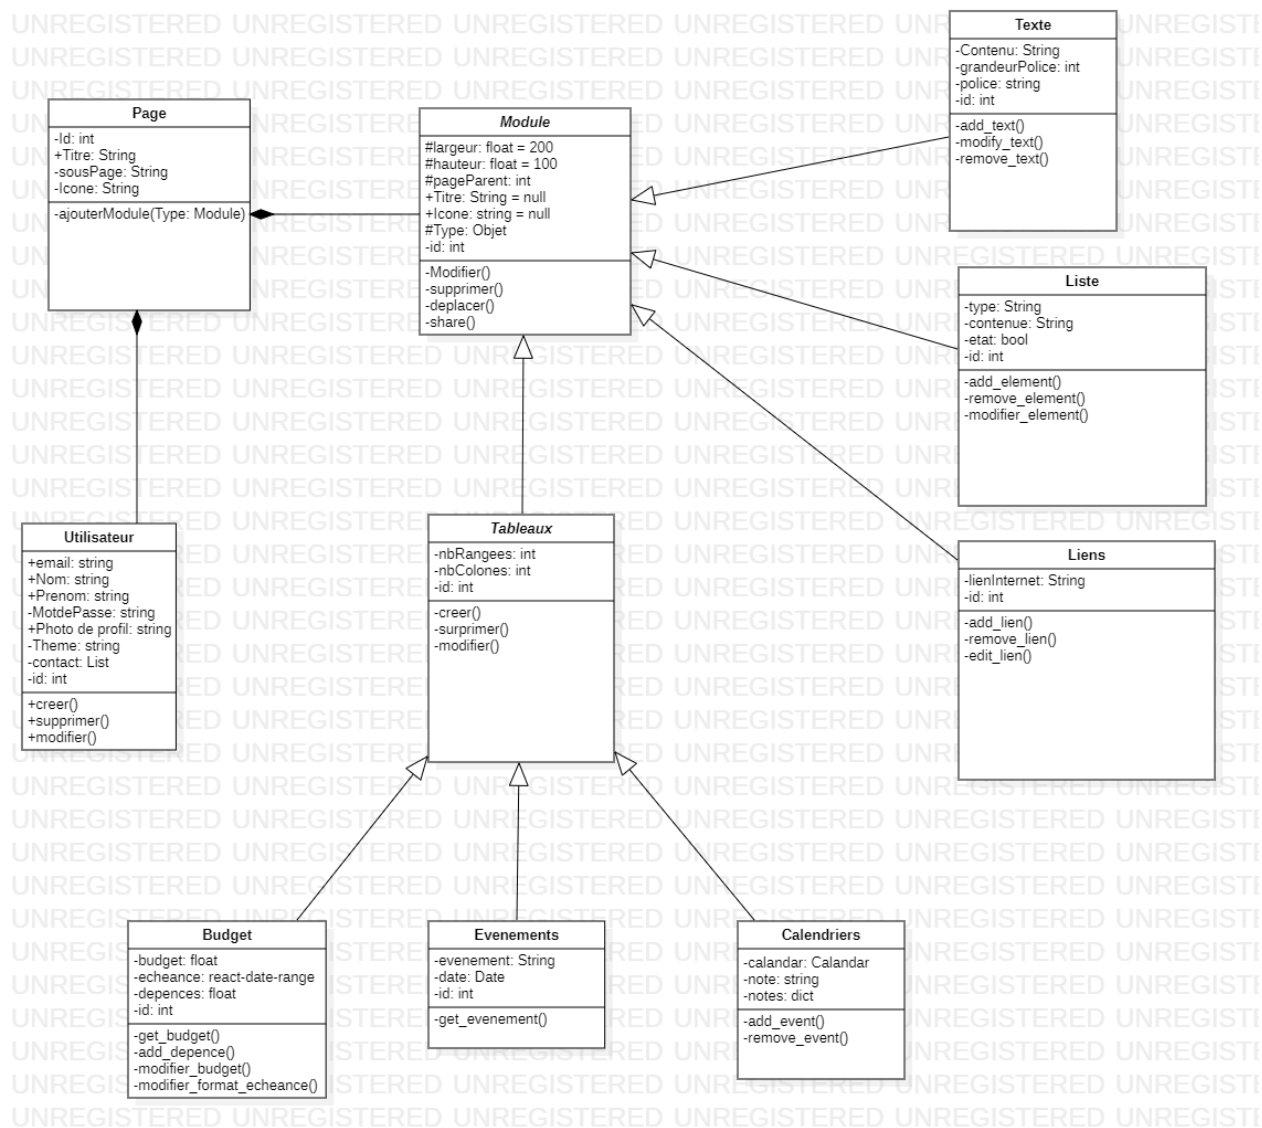 Texte
-Contenu: String
-grandeurPolice: int
-police: string
-id: int
-add_text()
-modify_text()
-remove_text()
Page
-Id: int
+Titre: String
-sousPage: String
-Icone: String
-ajouterModule(Type: Module)
Module
#largeur: float = 200
#hauteur: float = 100
#pageParent: int
+Titre: String = null
+Icone: string = null
#Type: Objet
-id: int
-Modifier()
-supprimer()
-deplacer()
-share()
Liste
-type: String
-contenue: String
-etat: bool
-id: int
-add_element()
-remove_element()
-modifier_element()
Utilisateur
+email: string
+Nom: string
+Prenom: string
-MotdePasse: string
+Photo de profil: string
-Theme: string
-contact: List
-id: int
+creer()
+supprimer()
+modifier()
Tableaux
-nbRangees: int
-nbColones: int
-id: int
-creer()
-surprimer()
-modifier()
Liens
-lienInternet: String
-id: int
-add_lien()
-remove_lien()
-edit_lien()
Budget
-budget: float
-echeance: react-date-range
-depences: float
-id: int
-get_budget()
-add_depence()
-modifier_budget()
-modifier_format_echeance()
Evenements
-evenement: String
-date: Date
-id: int
-get_evenement()
Calendriers
-calandar: Calandar
-note: string
-notes: dict
-add_event()
-remove_event()
UNREGISTERED